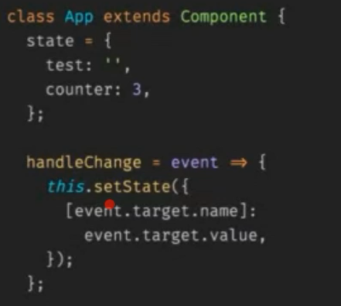 class App extends Component {
state = {
test: '',
counter: 3,
};
handleChange = event ⇒ {
this.setState({
[event.target.name]:
event.target.value,
});
};